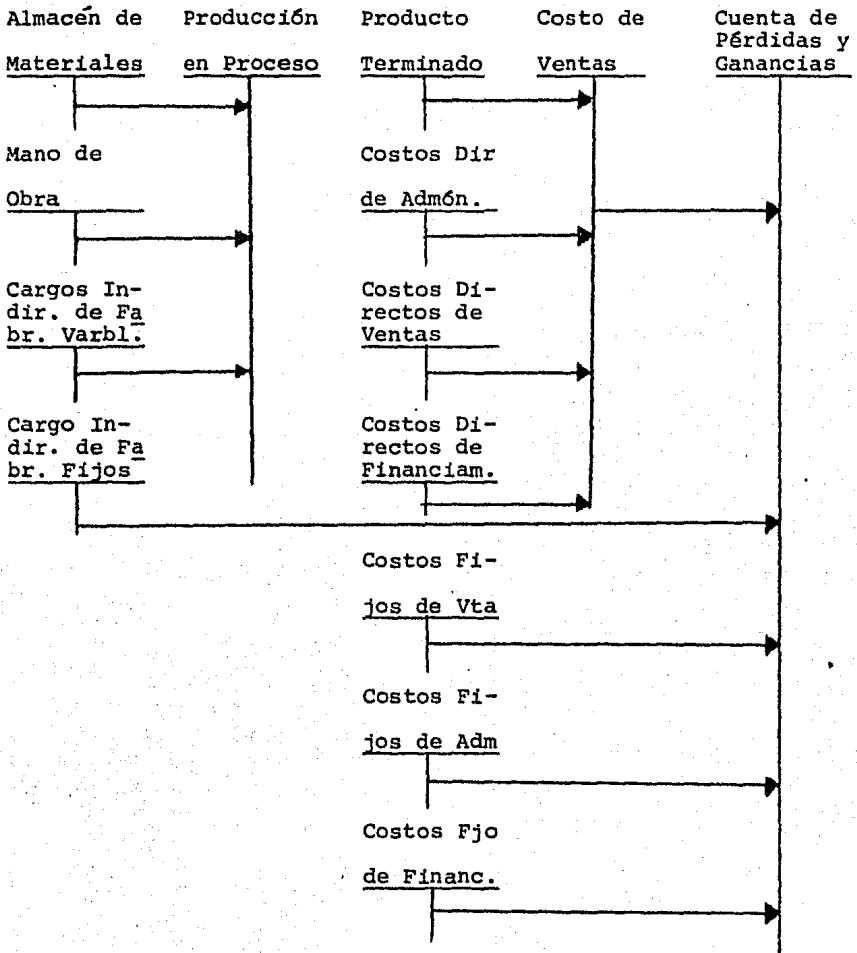 Almacén de
Materiales
Producción
en Proceso
Producto
Terminado
Costo de
Ventas
Cuenta de
Pérdidas y
Ganancias
Mano de
Obra
Costos Dir
de Admón.
Cargos In-
dir. de Fa
br. Varbl.
Costos Di-
rectos de
Ventas
Cargo In-
dir. de Fa
br. Fijos
Costos Di-
rectos de
Financiam.
Costos Fi-
jos de Vta
Costos Fi-
jos de Adm
Costos Fjo
de Financ.